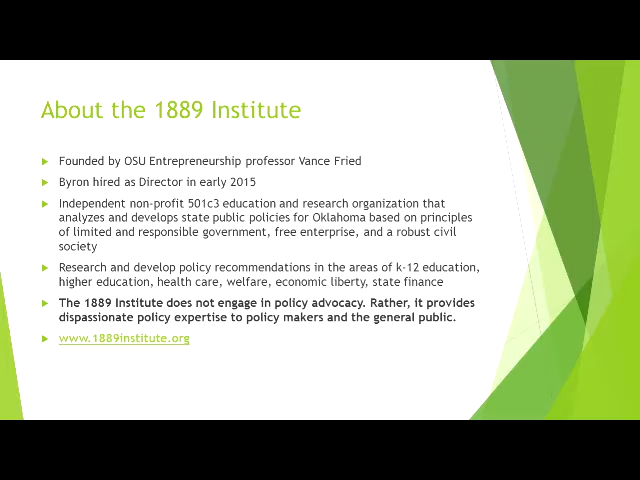 About the 1889 Institute
Founded by OSU Entrepreneurship professor Vance Fried
Byron hired as Director in early 2015
Independent non-profit 501c3 education and research organization that
analyzes and develops state public policies for Oklahoma based on principles
of limited and responsible government, free enterprise, and a robust civil
society
Research and develop policy recommendations in the areas of k-12 education,
higher education, health care, welfare, economic liberty, state finance
The 1889 Institute does not engage in policy advocacy. Rather, it provides
dispassionate policy expertise to policy makers and the general public.
www.1889institute.org